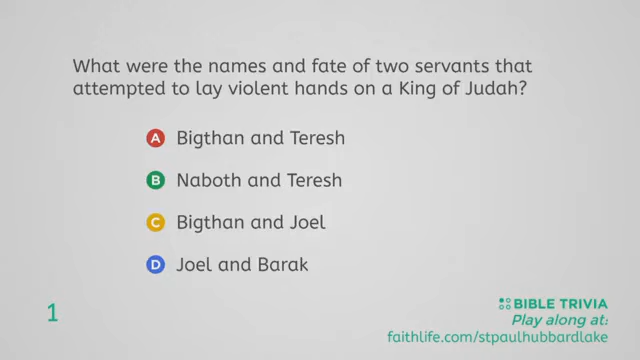 What were the names and fate of two servants that
attempted to lay violent hands on a King of Judah?
A Bigthan and Teresh
B Naboth and Teresh
C Bigthan and Joel
D Joel and Barak
1
BIBLE TRIVIA
Play along at:
faithlife.com/stpaulhubbardlake